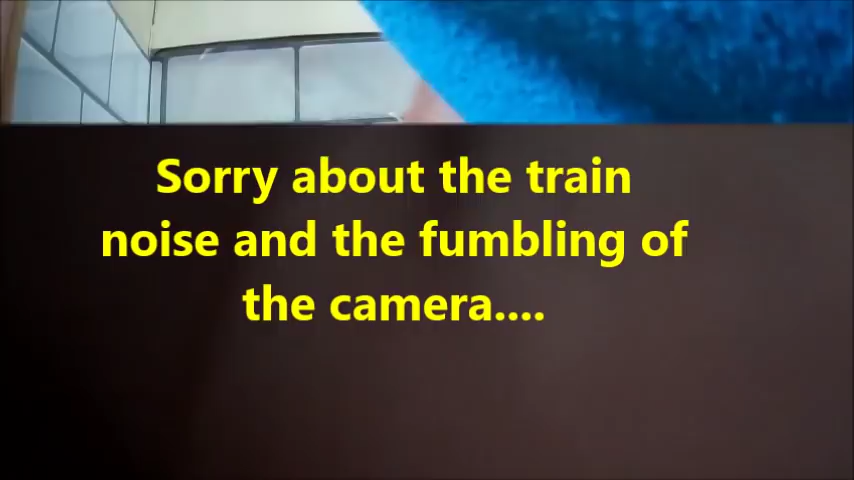 Sorry about the train
noise and the fumbling of
the camera....